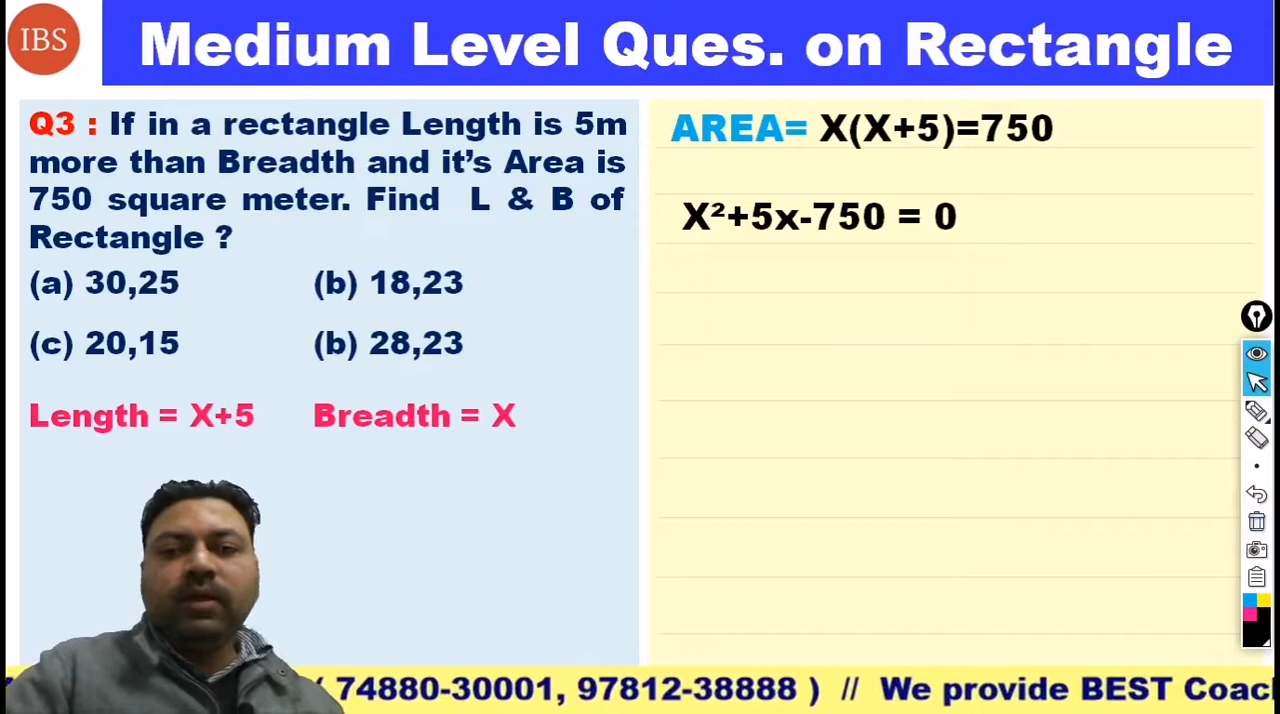 IBS
Medium Level Ques. on Rectangle
Q3 : If in a rectangle Length is 5m
more than Breadth and it's Area is
750 square meter. Find L & B of
Rectangle ?
(a) 30,25 (b) 18,23
(c) 20,15 (b) 28,23
Length = X+5 Breadth = X
AREA= X(X+5)=750
X²+5x-750 = 0
( 74880-30001, 97812-38888 ) // We provide BEST